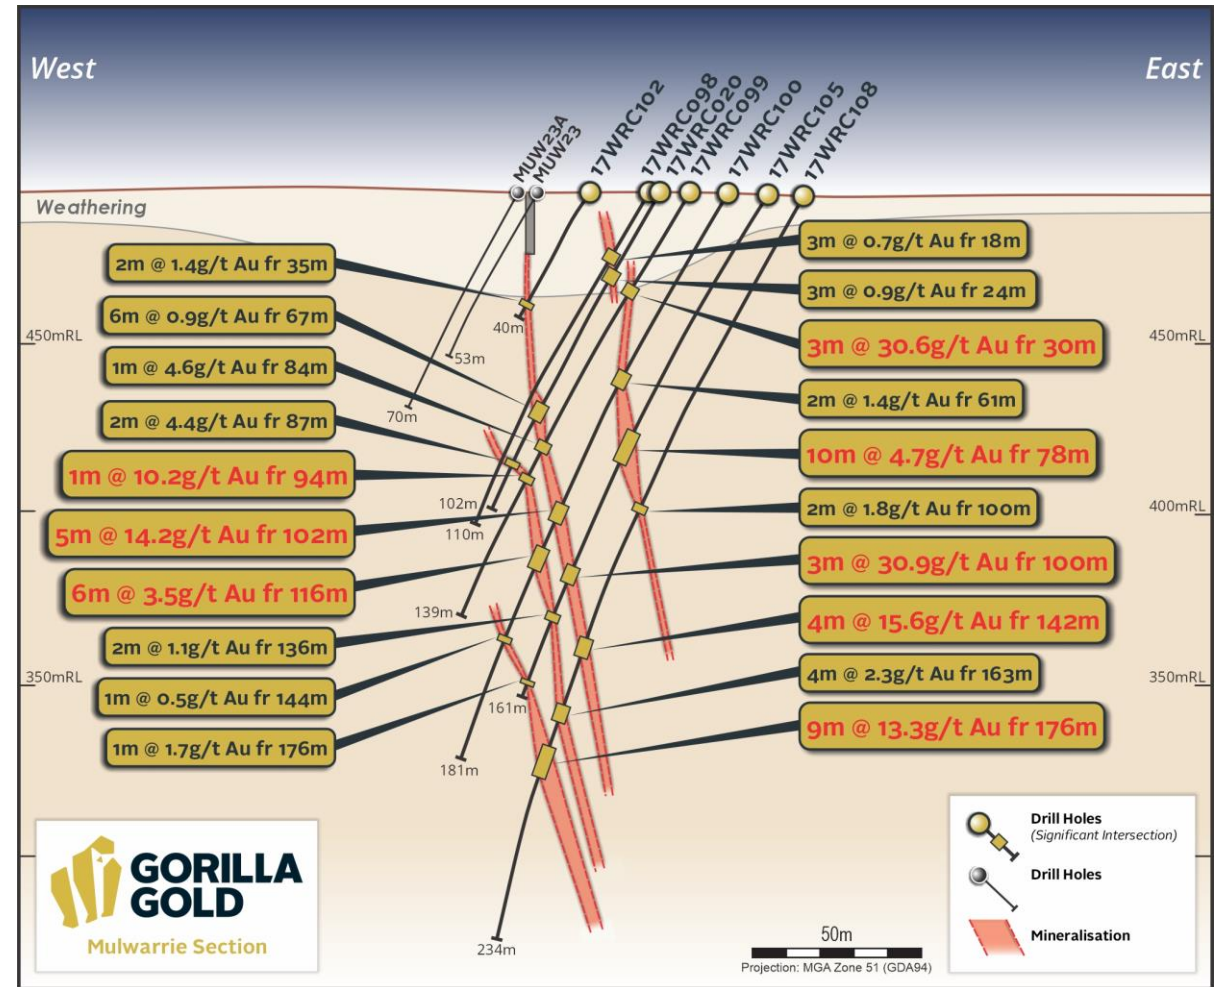 West
East
MUW23A
MUW23
17WRC102
17WRC098
17WRC020
17WRC099
17WRC100
17WRC105
17WRC108
Weathering
2m @ 1.4g/t Au fr 35m
6m @ 0.9g/t Au fr 67m
1m @ 4.6g/t Au fr 84m
2m @ 4.4g/t Au fr 87m
1m @ 10.2g/t Au fr 94m
5m @ 14.2g/t Au fr 102m
6m @ 3.5g/t Au fr 116m
2m @ 1.1g/t Au fr 136m
1m @ 0.5g/t Au fr 144m
1m @ 1.7g/t Au fr 176m
450mRL
350mRL
40m
53m
70m
102m
110m
139m
161m
181m
234m
3m @ 0.7g/t Au fr 18m
3m @ 0.9g/t Au fr 24m
3m @ 30.6g/t Au fr 30m
2m @ 1.4g/t Au fr 61m
10m @ 4.7g/t Au fr 78m
2m @ 1.8g/t Au fr 100m
3m @ 30.9g/t Au fr 100m
4m @ 15.6g/t Au fr 142m
4m @ 2.3g/t Au fr 163m
9m @ 13.3g/t Au fr 176m
450mRL
400mRL
350mRL
GORILLA
GOLD
Mulwarrie Section
50m
Projection: MGA Zone 51 (GDA94)
Drill Holes
(Significant Intersection)
Drill Holes
Mineralisation